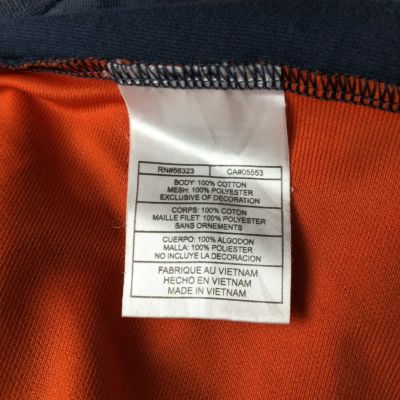 RN#56323 CA#05553
BODY: 100% COTTON
MESH: 100% POLYESTER
EXCLUSIVE OF DECORATION
CORPS: 100% COTON
MAILLE FILET: 100% POLYESTER
SANS ORNEMENTS
CUERPO: 100% ALGODON
MALLA: 100% POLIESTER
NO INCLUYE LA DECORACION
FABRIQUE AU VIETNAM
HECHO EN VIETNAM
MADE IN VIETNAM